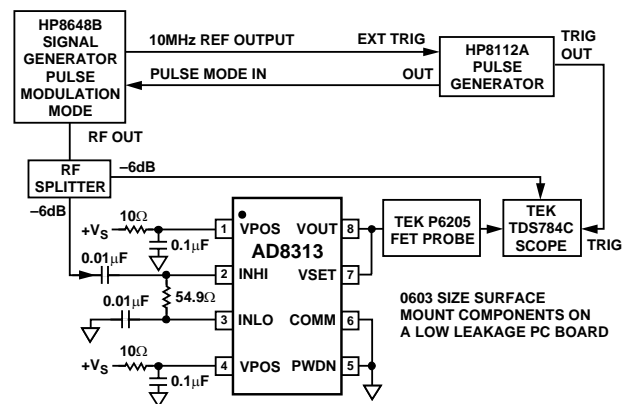 HP8648B
SIGNAL
GENERATOR
PULSE
MODULATION
MODE
10MHz REF OUTPUT
EXT TRIG
PULSE MODE IN
OUT
HP8112A
PULSE
GENERATOR
TRIG
OUT
RF OUT
RF
SPLITTER
–6dB
–6dB
+VS
10Ω
0.1μF
0.01μF
54.9Ω
0.01μF
+VS
10Ω
0.1μF
1
VPOS
2
INHI
3
INLO
4
VPOS
AD8313
VOUT
8
VSET
7
COMM
6
PWDN
5
TEK P6205
FET PROBE
TEK
TDS784C
SCOPE
TRIG
0603 SIZE SURFACE
MOUNT COMPONENTS ON
A LOW LEAKAGE PC BOARD